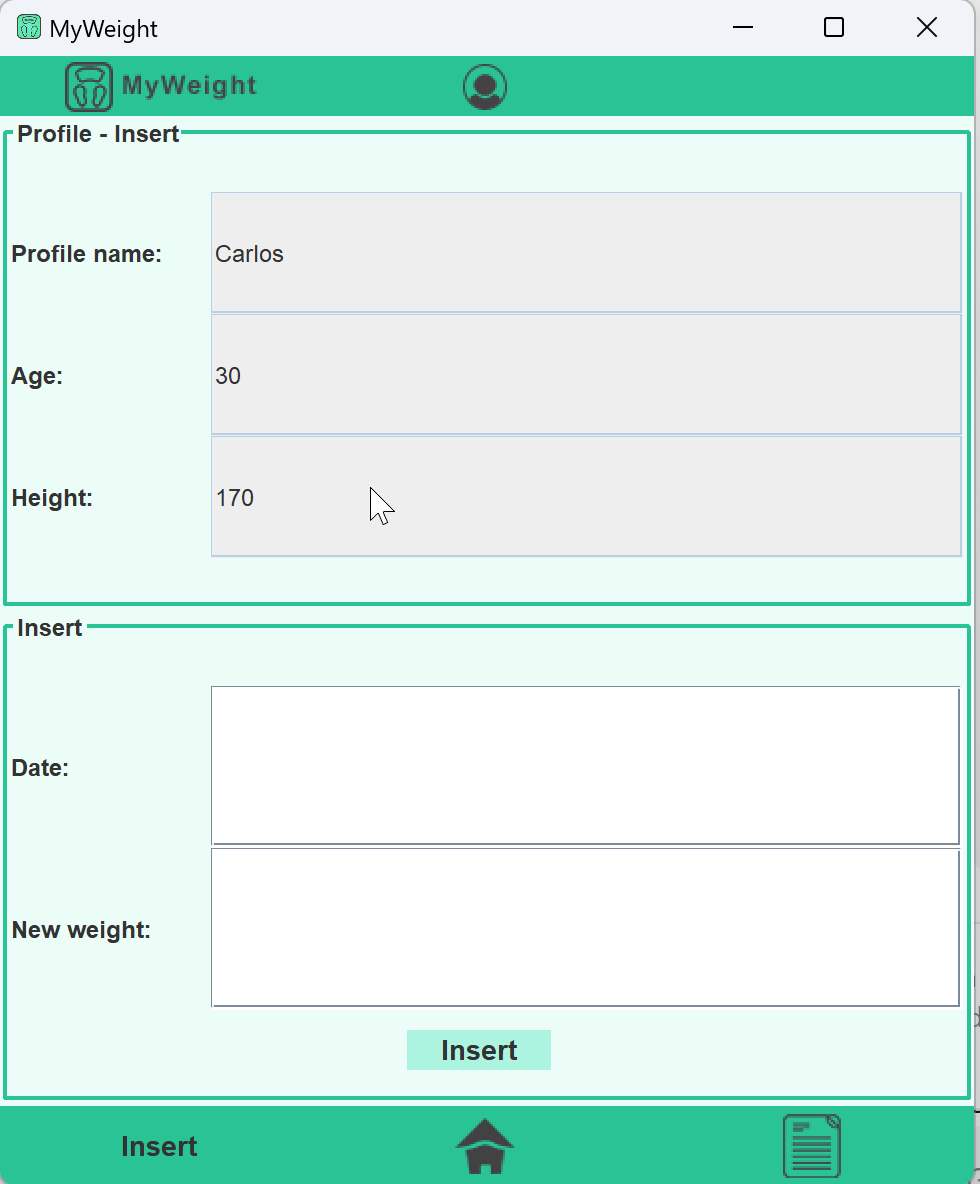 MyWeight
MyWeight
Profile - Insert
Profile name: Carlos
Age: 30
Height: 170
Insert
Date:
New weight:
Insert
Insert